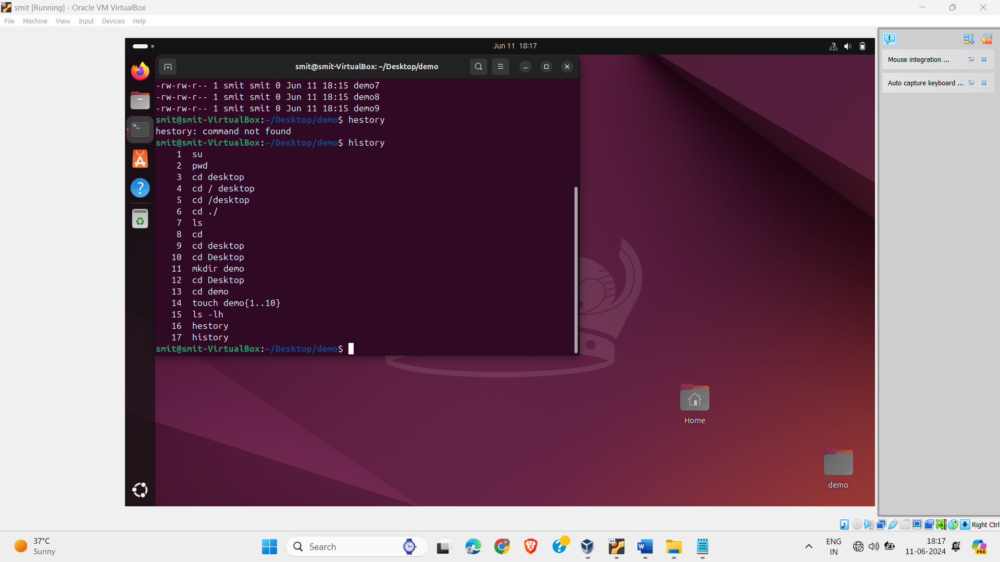 smit [Running] - Oracle VM VirtualBox
File Machine View Input Devices Help
Jun 11 18:17
smit@smit-VirtualBox: ~/Desktop/demo
-rw-rw-r-- 1 smit smit 0 Jun 11 18:15 demo7
-rw-rw-r-- 1 smit smit 0 Jun 11 18:15 demo8
-rw-rw-r-- 1 smit smit 0 Jun 11 18:15 demo9
smit@smit-VirtualBox:~/Desktop/demo$ hestory
hestory: command not found
smit@smit-VirtualBox:~/Desktop/demo$ history
1 su
2 pwd
3 cd desktop
4 cd / desktop
5 cd /desktop
6 cd ./
7 ls
8 cd
9 cd desktop
10 cd Desktop
11 mkdir demo
12 cd Desktop
13 cd demo
14 touch demo{1..10}
15 ls -lh
16 hestory
17 history
smit@smit-VirtualBox:~/Desktop/demo$
Home
demo
Mouse integration ...
Auto capture keyboard ...
Right Ctrl
37°C
Sunny
Search
ENG
IN
18:17
11-06-2024
PRE